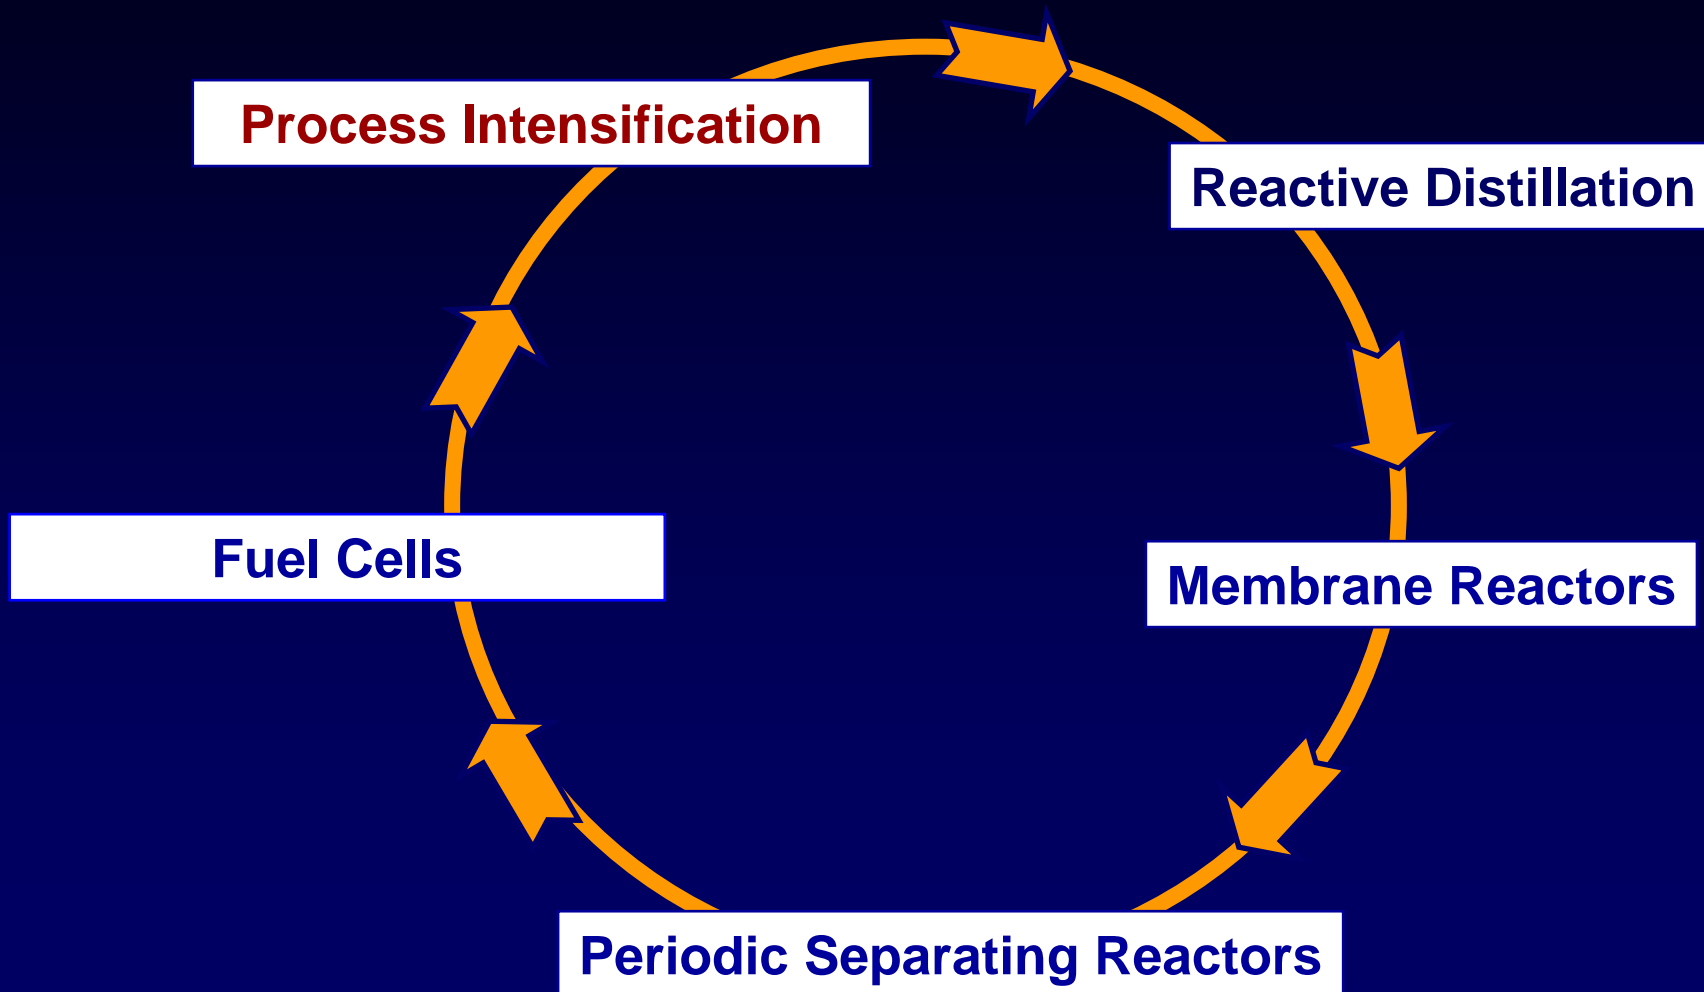 Process Intensification
Reactive Distillation
Membrane Reactors
Periodic Separating Reactors
Fuel Cells